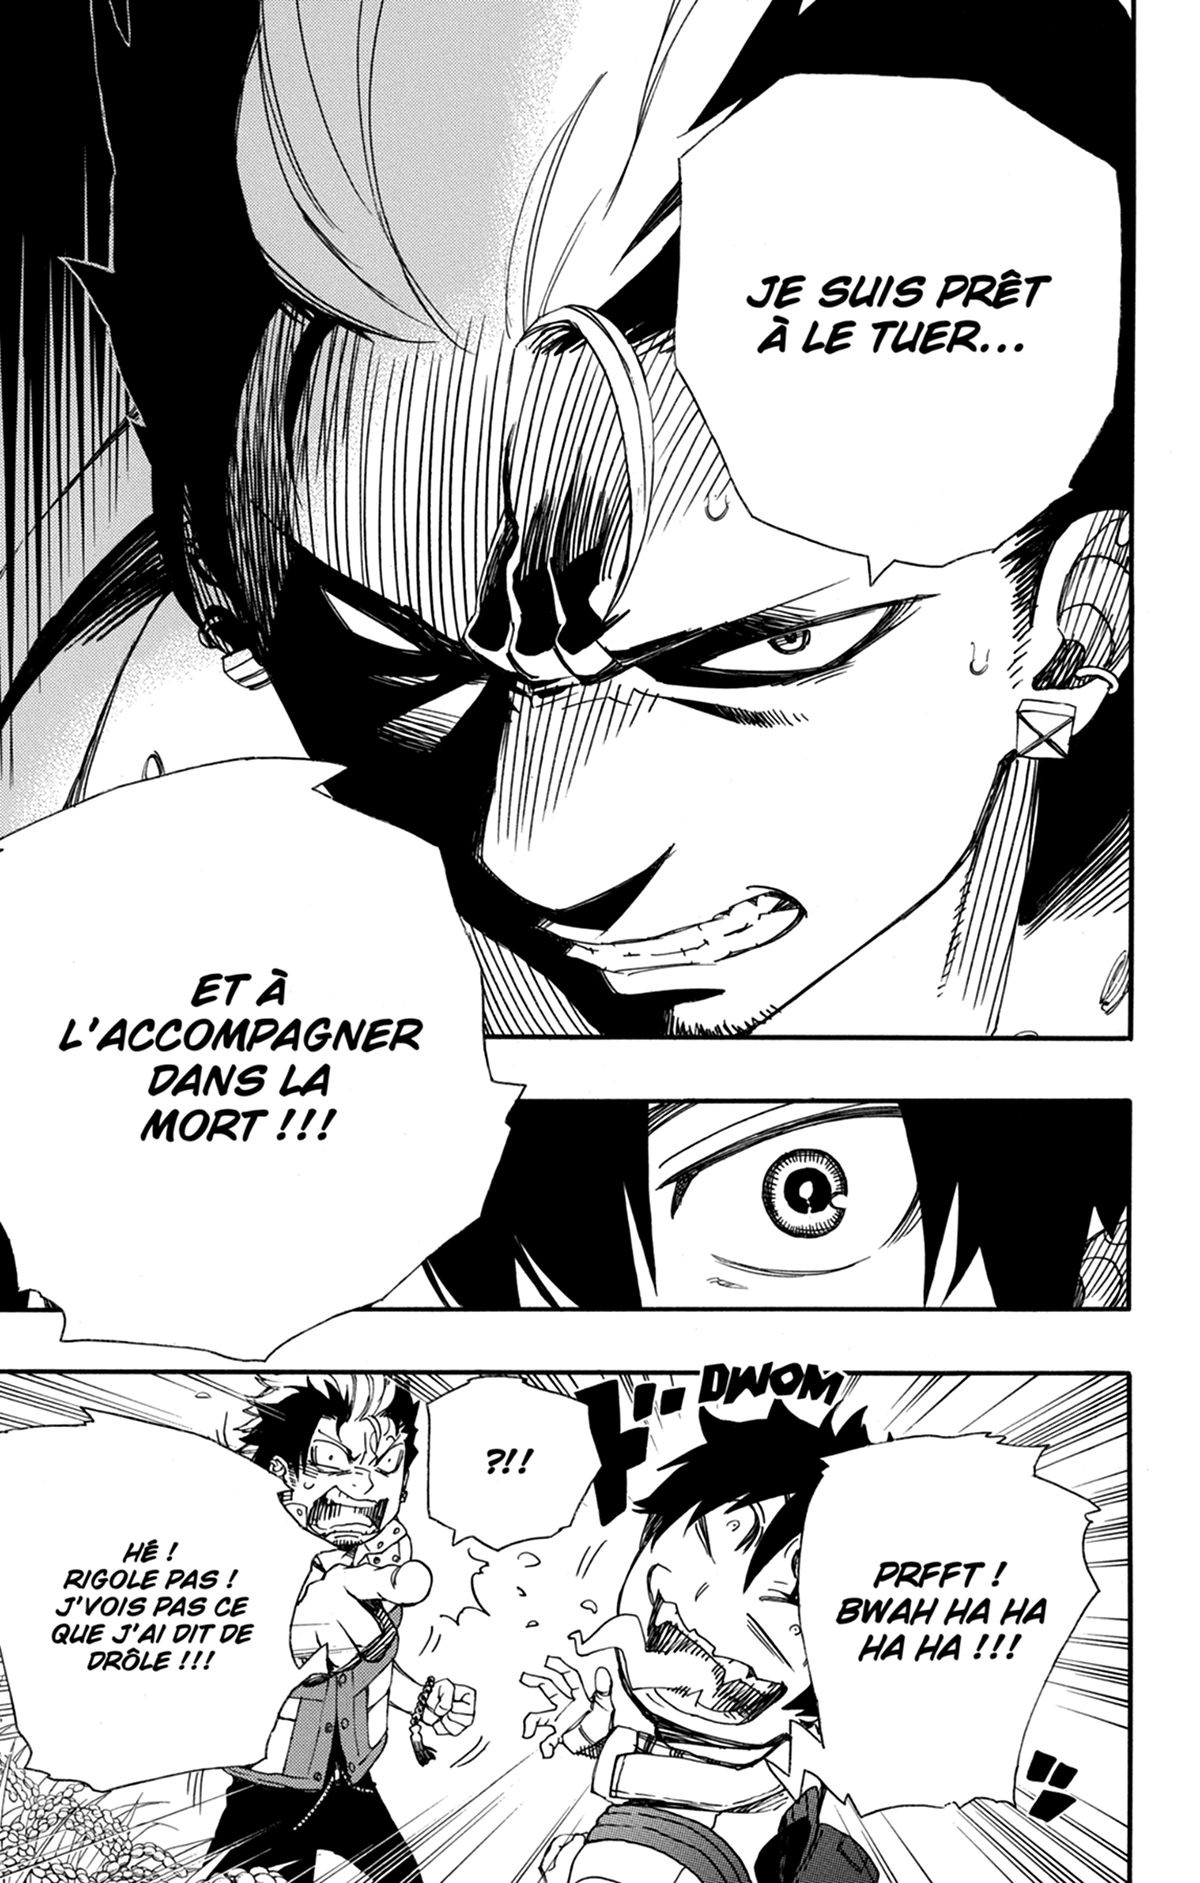 JE SUIS PRÊT
À LE TUER...
ET À
L'ACCOMPAGNER
DANS LA
MORT !!!
DWOM
ド‥
PRFFT !
BWAH HA HA
HA HA !!!
?!!
HÉ !
RIGOLE PAS !
J'VOIS PAS CE
QUE J'AI DIT DE
DRÔLE !!!